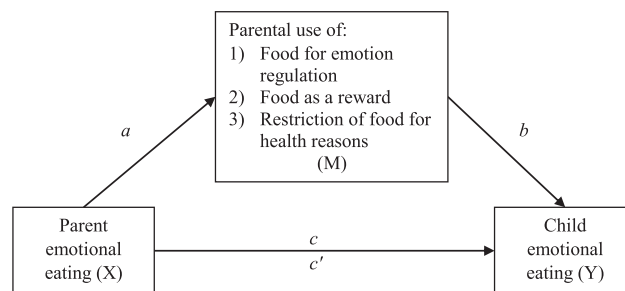 Parental use of:
1) Food for emotion
regulation
2) Food as a reward
3) Restriction of food for
health reasons
(M)
a
b
Parent
emotional
eating (X)
c
c′
Child
emotional
eating (Y)